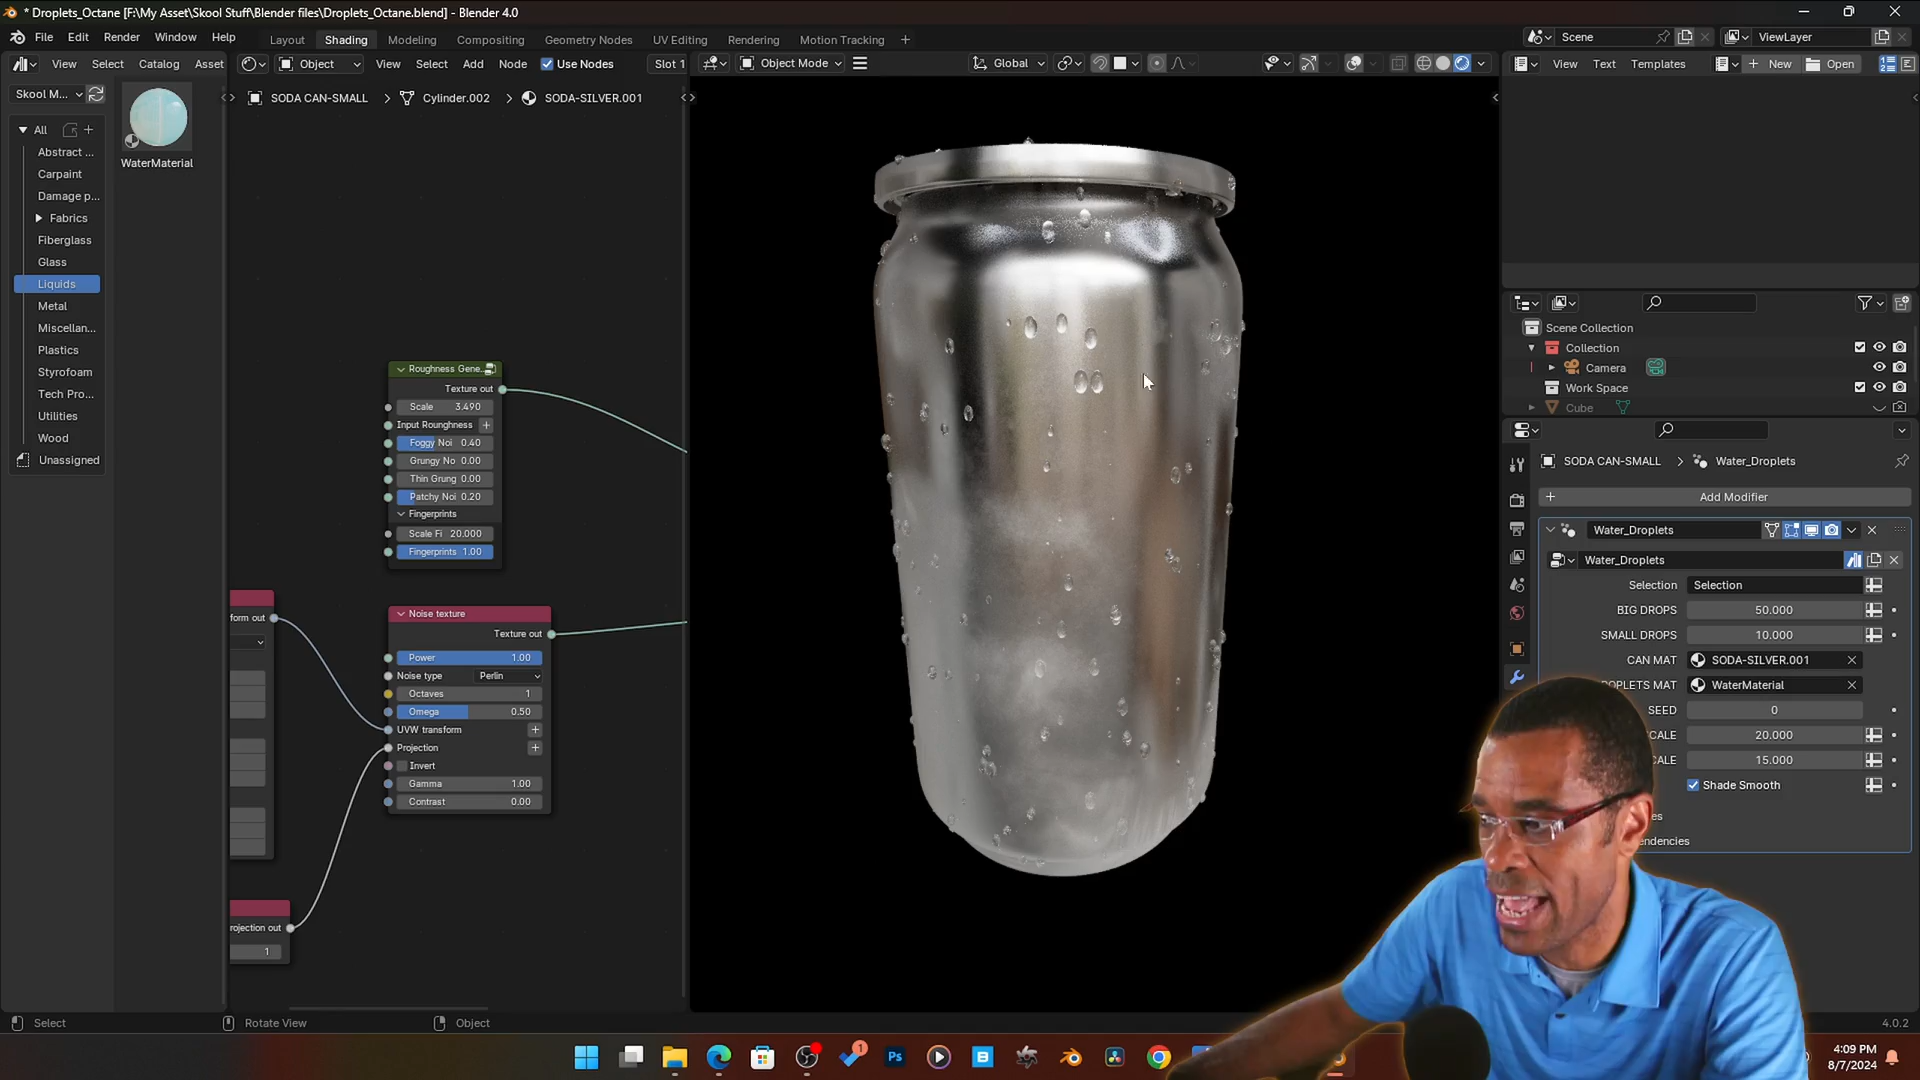 * Droplets_Octane [F:\My Asset\Skool Stuff\Blender files\Droplets_Octane.blend] - Blender 4.0
File Edit Render Window Help
Layout Shading Modeling Compositing Geometry Nodes UV Editing Rendering Motion Tracking +
Scene
ViewLayer
View Select Catalog Asset
Object View Select Add Node Use Nodes Slot 1
Object Mode
Global
View Text Templates New Open
Skool M...
SODA CAN-SMALL > Cylinder.002 > SODA-SILVER.001
All
Abstract ...
Carpaint
Damage p...
Fabrics
Fiberglass
Glass
Liquids
Metal
Miscellan...
Plastics
Styrofoam
Tech Pro...
Utilities
Wood
Unassigned
WaterMaterial
Roughness Gene..
Texture out
Scale 3.490
Input Roughness
Foggy Noi 0.40
Grungy No 0.00
Thin Grung 0.00
Patchy Noi 0.20
Fingerprints
Scale Fi 20.000
Fingerprints 1.00
form out
rojection out
1
Noise texture
Texture out
Power 1.00
Noise type Perlin
Octaves 1
Omega 0.50
UVW transform
Projection
Invert
Gamma 1.00
Contrast 0.00
Scene Collection
Collection
Camera
Work Space
Cube
SODA CAN-SMALL > Water_Droplets
Add Modifier
Water_Droplets
Water_Droplets
Selection Selection
BIG DROPS 50.000
SMALL DROPS 10.000
CAN MAT SODA-SILVER.001
OPLETS MAT WaterMaterial
SEED 0
CALE 20.000
CALE 15.000
Shade Smooth
es
endencies
Select Rotate View Object
4.0.2
1
Ps
4:09 PM
8/7/2024